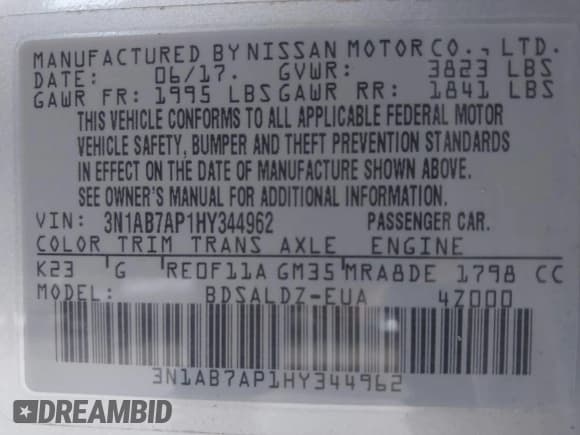 MANUFACTURED BY NISSAN MOTOR CO., LTD.
DATE: 06/17. GVWR: 3823 LBS
GAWR FR: 1995 LBS GAWR RR: 1841 LBS
THIS VEHICLE CONFORMS TO ALL APPLICABLE FEDERAL MOTOR
VEHICLE SAFETY, BUMPER AND THEFT PREVENTION STANDARDS
IN EFFECT ON THE DATE OF MANUFACTURE SHOWN ABOVE.
SEE OWNER'S MANUAL FOR ADDITIONAL INFORMATION.
VIN: 3N1AB7AP1HY344962 PASSENGER CAR.
COLOR TRIM TRANS AXLE ENGINE
K23 G RE0F11A GM35 MRA8DE 1798 CC
MODEL: BDSALDZ-EUA 4Z000
3N1AB7AP1HY344962
DREAMBID